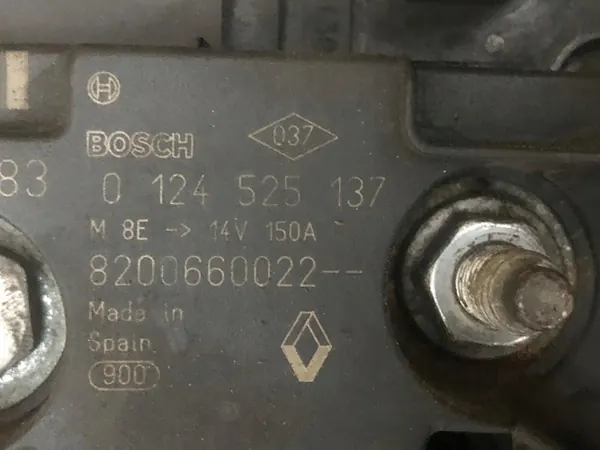 BOSCH
037
83
0 124 525 137
M 8E -> 14V 150A
8200660022--
Made in
Spain
900